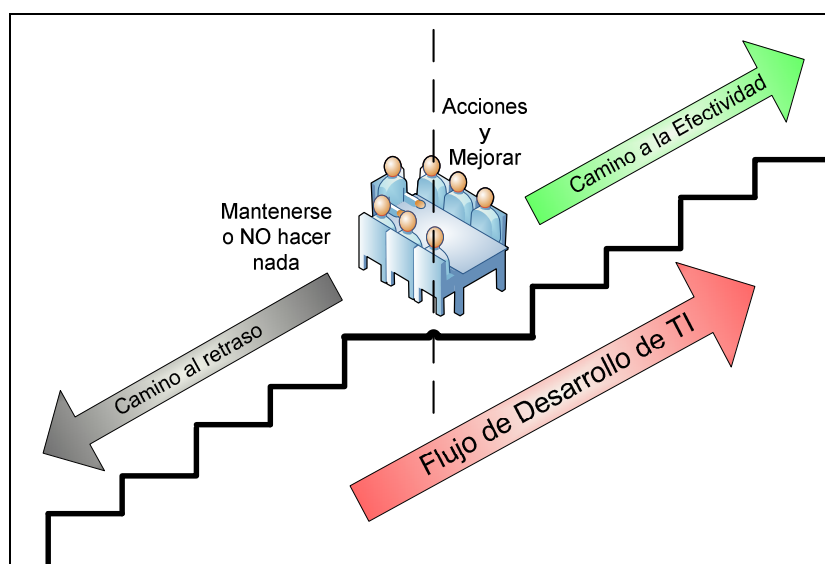 Acciones
y
Mejorar
Camino a la Efectividad
Mantenerse
o NO hacer
nada
Camino al retraso
Flujo de Desarrollo de TI